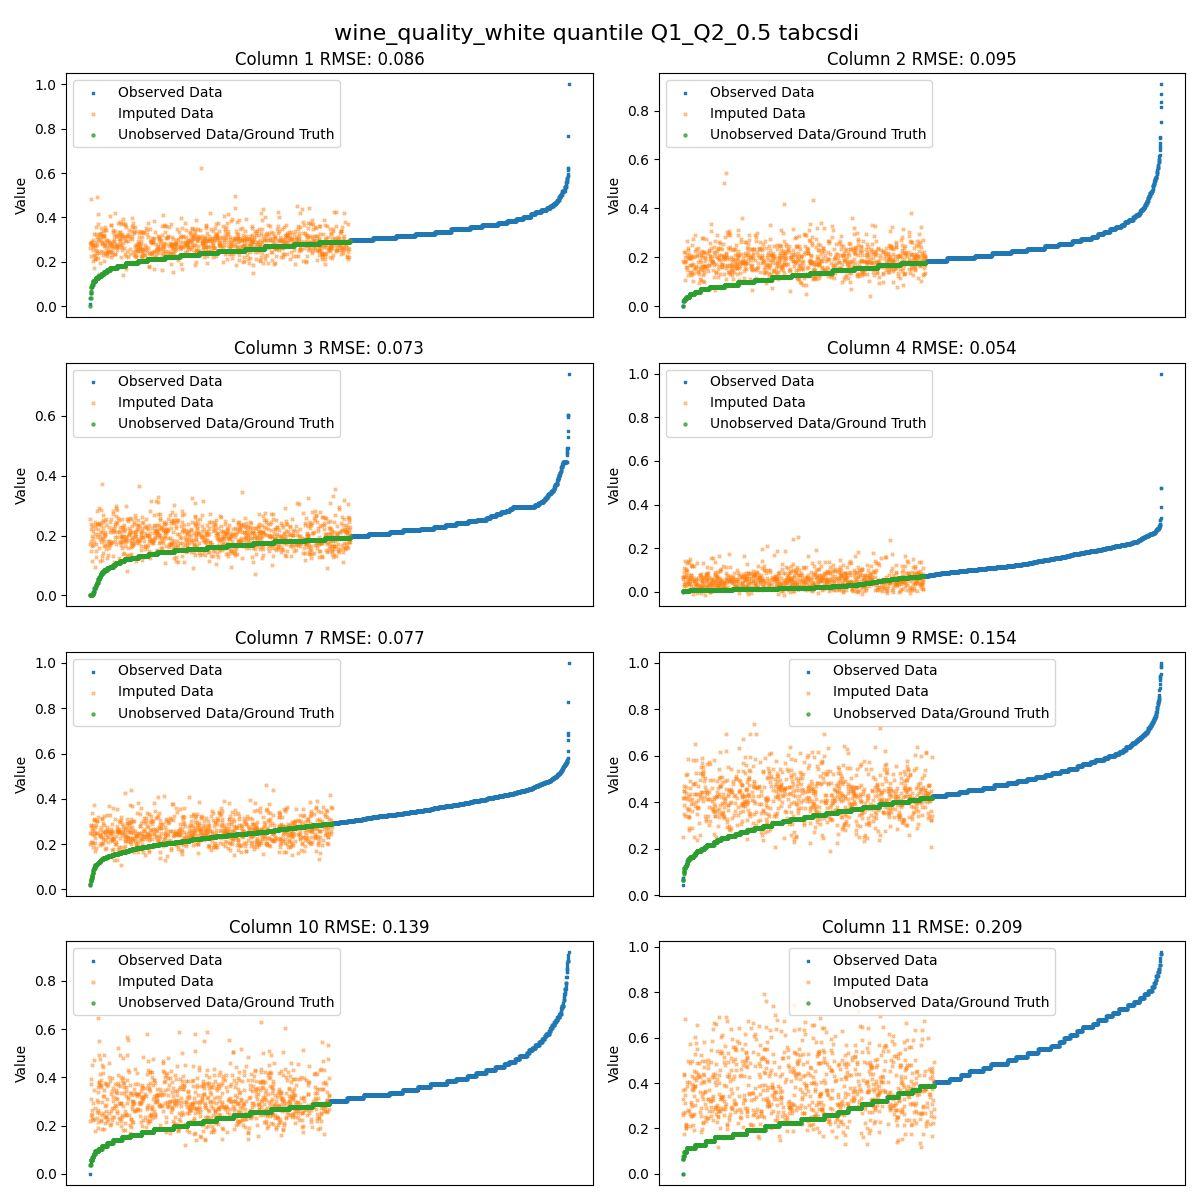 wine_quality_white quantile Q1_Q2_0.5 tabcsdi
Column 1 RMSE: 0.086
Value
1.0
0.8
0.6
0.4
0.2
0.0
Observed Data
Imputed Data
Unobserved Data/Ground Truth
Column 2 RMSE: 0.095
Value
0.8
0.6
0.4
0.2
0.0
Observed Data
Imputed Data
Unobserved Data/Ground Truth
Column 3 RMSE: 0.073
Value
0.6
0.4
0.2
0.0
Observed Data
Imputed Data
Unobserved Data/Ground Truth
Column 4 RMSE: 0.054
Value
1.0
0.8
0.6
0.4
0.2
0.0
Observed Data
Imputed Data
Unobserved Data/Ground Truth
Column 7 RMSE: 0.077
Value
1.0
0.8
0.6
0.4
0.2
0.0
Observed Data
Imputed Data
Unobserved Data/Ground Truth
Column 9 RMSE: 0.154
Value
1.0
0.8
0.6
0.4
0.2
0.0
Observed Data
Imputed Data
Unobserved Data/Ground Truth
Column 10 RMSE: 0.139
Value
0.8
0.6
0.4
0.2
0.0
Observed Data
Imputed Data
Unobserved Data/Ground Truth
Column 11 RMSE: 0.209
Value
1.0
0.8
0.6
0.4
0.2
0.0
Observed Data
Imputed Data
Unobserved Data/Ground Truth